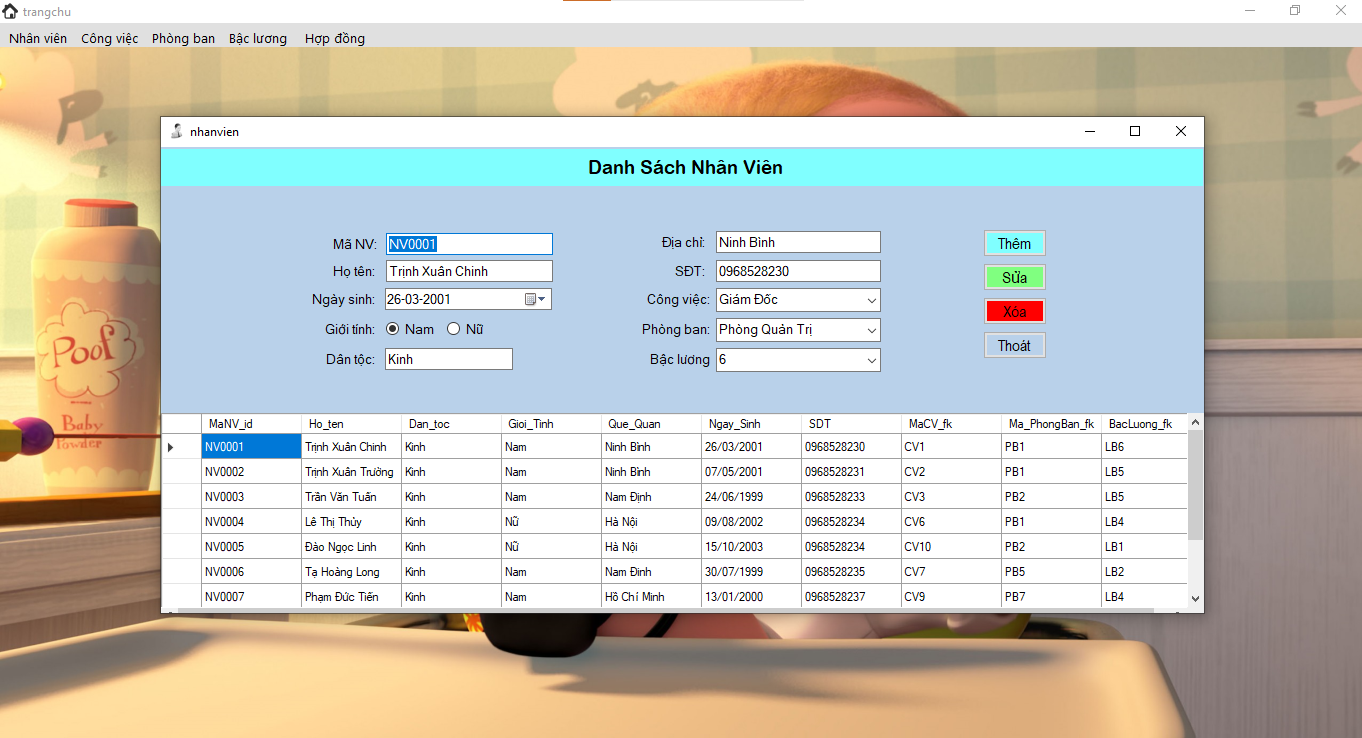 trangchu
Nhân viên Công việc Phòng ban Bậc lương Hợp đồng
nhanvien
Danh Sách Nhân Viên
Mã NV: NV0001
Họ tên: Trịnh Xuân Chinh
Ngày sinh: 26-03-2001
Giới tính: Nam Nữ
Dân tộc: Kinh
Địa chỉ: Ninh Bình
SĐT: 0968528230
Công việc: Giám Đốc
Phòng ban: Phòng Quản Trị
Bậc lương 6
Thêm
Sửa
Xóa
Thoát
MaNV_id Ho_ten Dan_toc Gioi_Tinh Que_Quan Ngay_Sinh SDT MaCV_fk Ma_PhongBan_fk BacLuong_fk
NV0001 Trịnh Xuân Chinh Kinh Nam Ninh Bình 26/03/2001 0968528230 CV1 PB1 LB6
NV0002 Trịnh Xuân Trường Kinh Nam Ninh Bình 07/05/2001 0968528231 CV2 PB1 LB5
NV0003 Trần Văn Tuấn Kinh Nam Nam Định 24/06/1999 0968528233 CV3 PB2 LB5
NV0004 Lê Thị Thủy Kinh Nữ Hà Nội 09/08/2002 0968528234 CV6 PB1 LB4
NV0005 Đào Ngọc Linh Kinh Nữ Hà Nội 15/10/2003 0968528234 CV10 PB2 LB1
NV0006 Tạ Hoàng Long Kinh Nam Nam Đinh 30/07/1999 0968528235 CV7 PB5 LB2
NV0007 Phạm Đức Tiến Kinh Nam Hồ Chí Minh 13/01/2000 0968528237 CV9 PB7 LB4
Poof
Baby
Powder